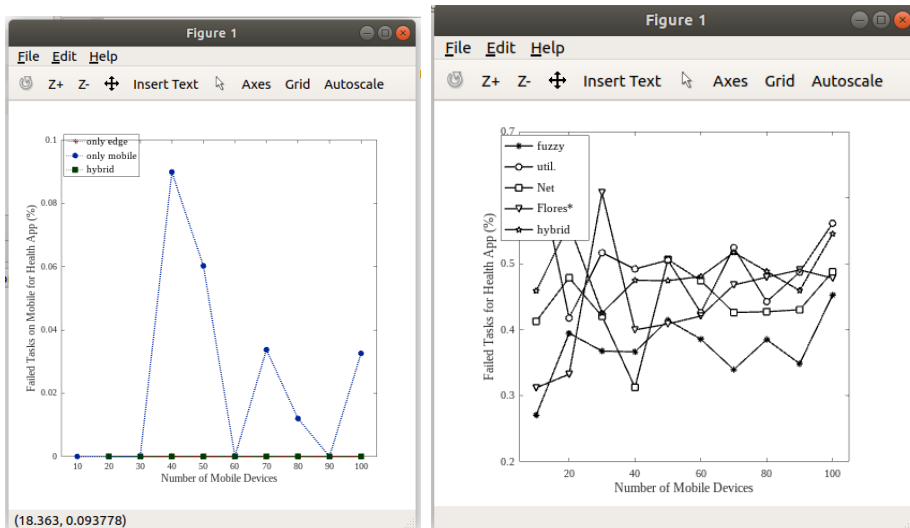 Figure 1
File Edit Help
Z+ Z- Insert Text Axes Grid Autoscale
only edge
only mobile
hybrid
0.1
0.08
0.06
0.04
0.02
0
Failed Tasks on Mobile for Health App (%)
10 20 30 40 50 60 70 80 90 100
Number of Mobile Devices
(18.363, 0.093778)
Figure 1
File Edit Help
Z+ Z- Insert Text Axes Grid Autoscale
fuzzy
util.
Net
Flores*
hybrid
0.7
0.5
0.4
0.3
0.2
Failed Tasks for Health App (%)
20 40 60 80 100
Number of Mobile Devices